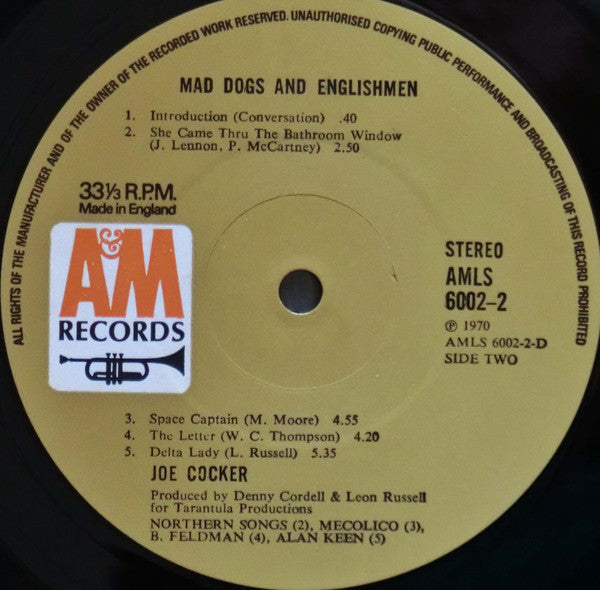 ALL RIGHTS OF THE MANUFACTURER AND OF THE OWNER OF THE RECORDED WORK RESERVED. UNAUTHORISED COPYING PUBLIC PERFORMANCE AND BROADCASTING OF THIS RECORD PROHIBITED
MAD DOGS AND ENGLISHMEN
1. Introduction (Conversation) .40
2. She Came Thru The Bathroom Window
(J. Lennon, P. McCartney) 2.50
33⅓ R.P.M.
Made in England
A&M
RECORDS
STEREO
AMLS
6002-2
℗ 1970
AMLS 6002-2-D
SIDE TWO
3. Space Captain (M. Moore) 4.55
4. The Letter (W. C. Thompson) 4.20
5. Delta Lady (L. Russell) 5.35
JOE COCKER
Produced by Denny Cordell & Leon Russell
for Tarantula Productions
NORTHERN SONGS (2), MECOLICO (3),
B. FELDMAN (4), ALAN KEEN (5)